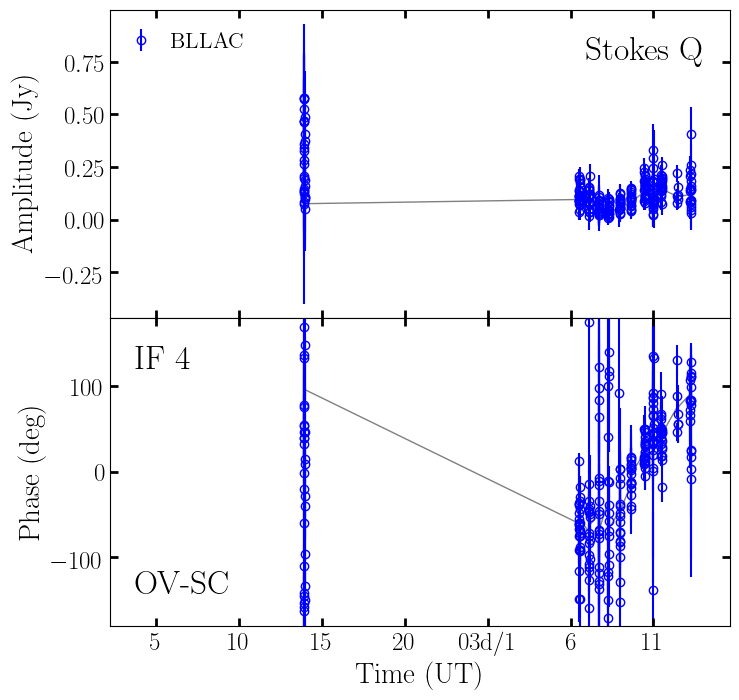 BLLAC
Stokes Q
0.75
0.50
0.25
0.00
−0.25
Amplitude (Jy)
IF 4
100
0
−100
Phase (deg)
OV-SC
5 10 15 20 03d/1 6 11
Time (UT)